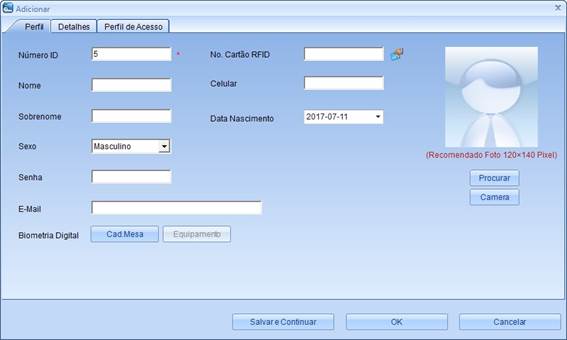 Adicionar
Perfil Detalhes Perfil de Acesso
Número ID 5 * No. Cartão RFID
Nome Celular
Sobrenome Data Nascimento 2017-07-11
Sexo Masculino
(Recomendado Foto 120×140 Pixel)
Senha Procurar
Camera
E-Mail
Biometria Digital Cad.Mesa Equipamento
Salvar e Continuar OK Cancelar